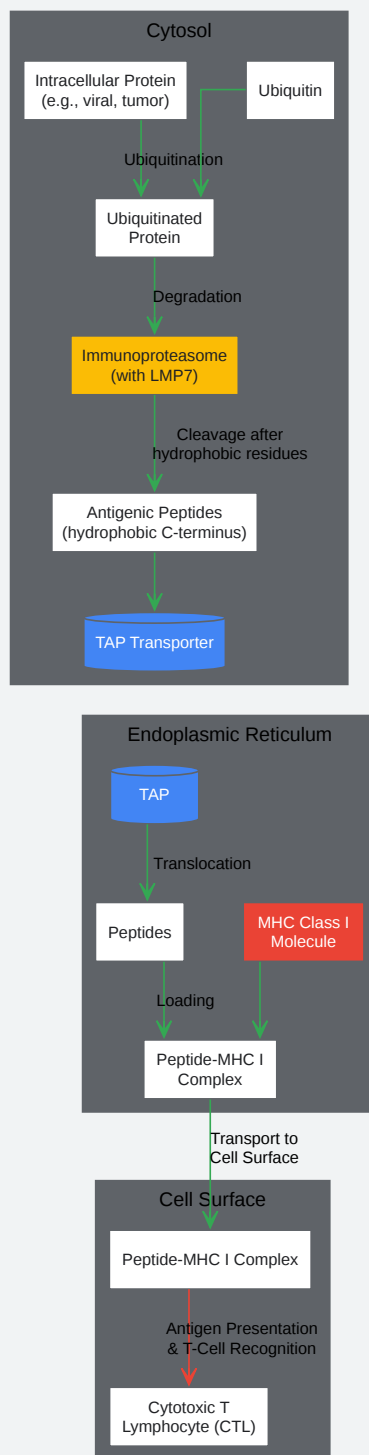 Cytosol
Intracellular Protein
(e.g., viral, tumor)
Ubiquitin
Ubiquitination
Ubiquitinated
Protein
Degradation
Immunoproteasome
(with LMP7)
Cleavage after
hydrophobic residues
Antigenic Peptides
(hydrophobic C-terminus)
TAP Transporter
Endoplasmic Reticulum
TAP
Translocation
Peptides
MHC Class I
Molecule
Loading
Peptide-MHC I
Complex
Transport to
Cell Surface
Cell Surface
Peptide-MHC I Complex
Antigen Presentation
& T-Cell Recognition
Cytotoxic T
Lymphocyte (CTL)